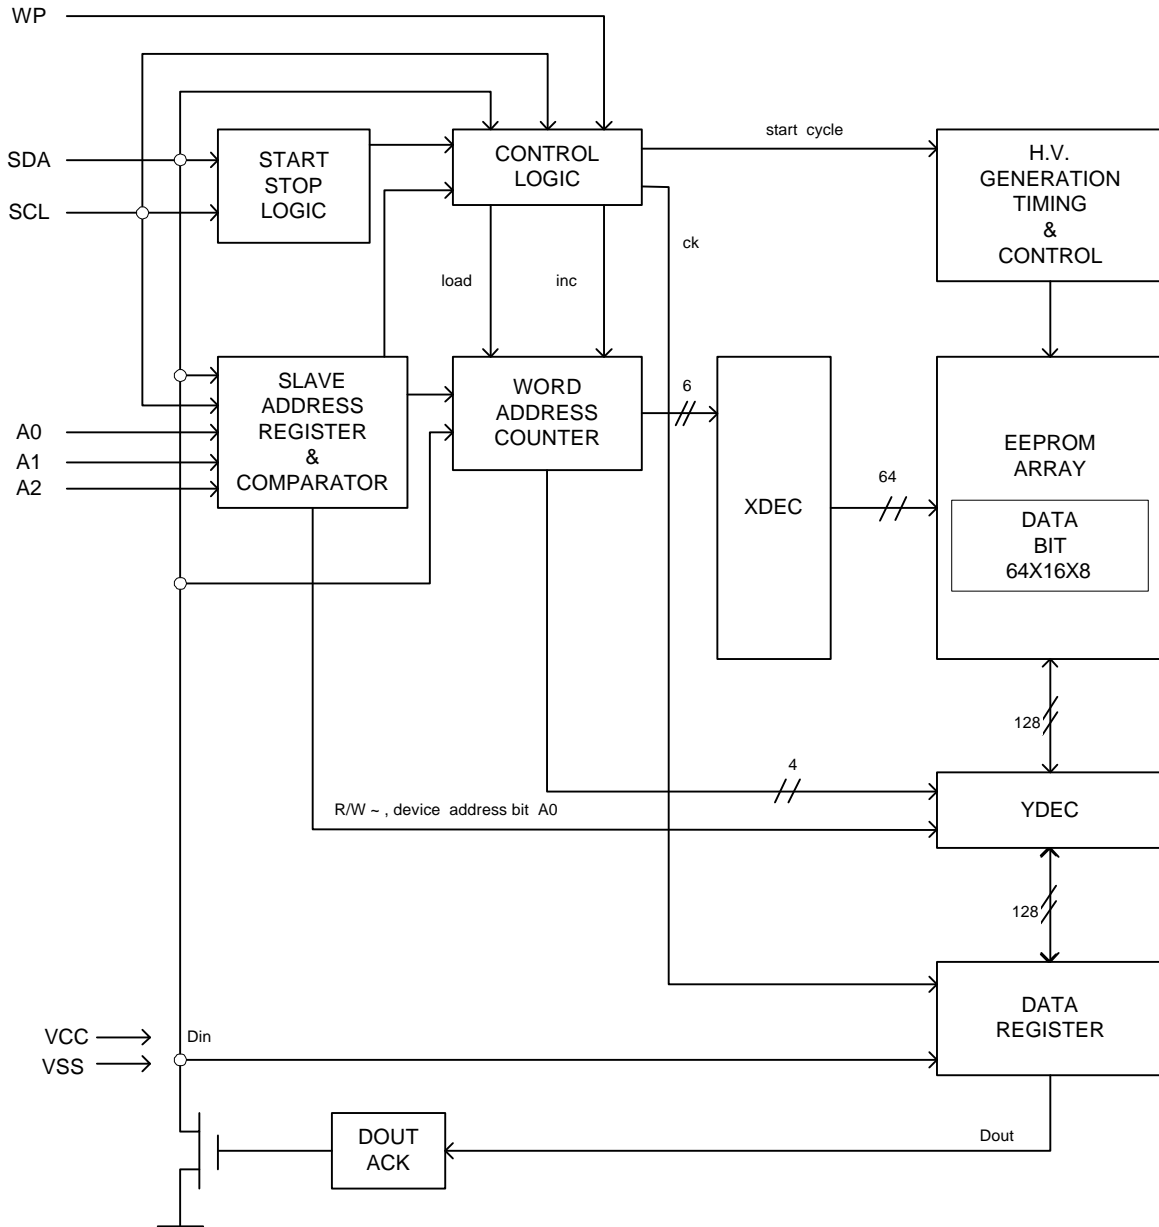 WP
SDA
SCL
START
STOP
LOGIC
CONTROL
LOGIC
start cycle
H.V.
GENERATION
TIMING
&
CONTROL
load
inc
ck
A0
A1
A2
SLAVE
ADDRESS
REGISTER
&
COMPARATOR
WORD
ADDRESS
COUNTER
6
XDEC
64
EEPROM
ARRAY
DATA
BIT
64X16X8
128
4
R/W ~ , device address bit A0
YDEC
128
VCC
VSS
Din
DATA
REGISTER
DOUT
ACK
Dout